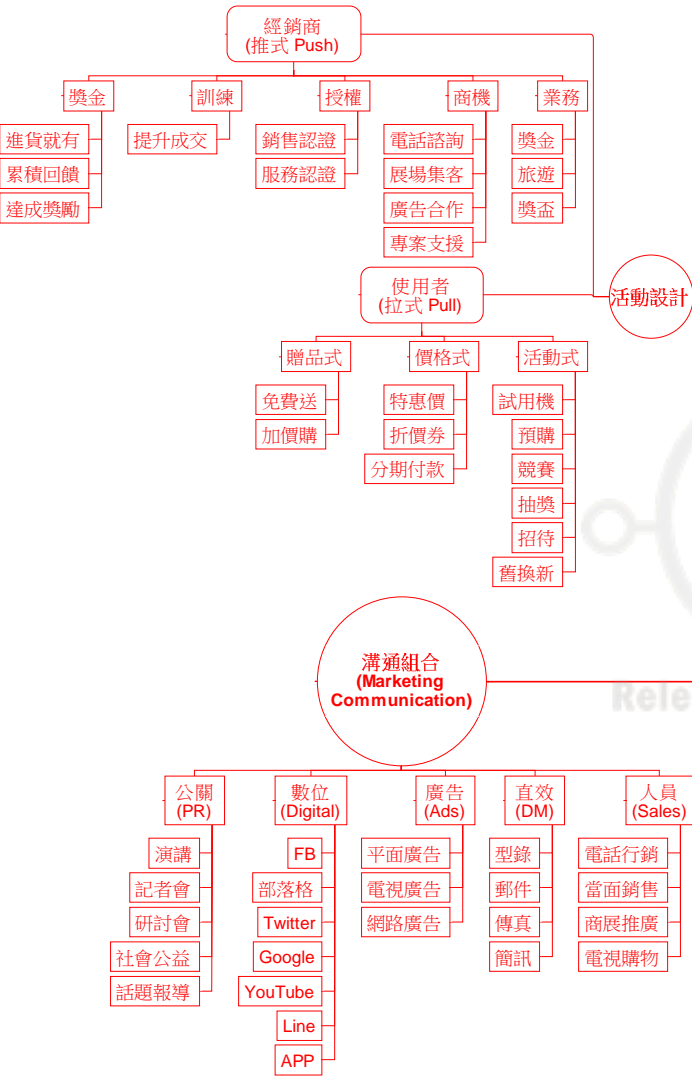 經銷商
(推式 Push)
獎金
訓練
授權
商機
業務
進貨就有
累積回饋
達成獎勵
提升成交
銷售認證
服務認證
電話諮詢
展場集客
廣告合作
專案支援
獎金
旅遊
獎盃
活動設計
使用者
(拉式 Pull)
贈品式
價格式
活動式
免費送
加價購
特惠價
折價券
分期付款
試用機
預購
競賽
抽獎
招待
舊換新
溝通組合
(Marketing
Communication)
Rele
公關
(PR)
數位
(Digital)
廣告
(Ads)
直效
(DM)
人員
(Sales)
演講
記者會
研討會
社會公益
話題報導
FB
部落格
Twitter
Google
YouTube
Line
APP
平面廣告
電視廣告
網路廣告
型錄
郵件
傳真
簡訊
電話行銷
當面銷售
商展推廣
電視購物